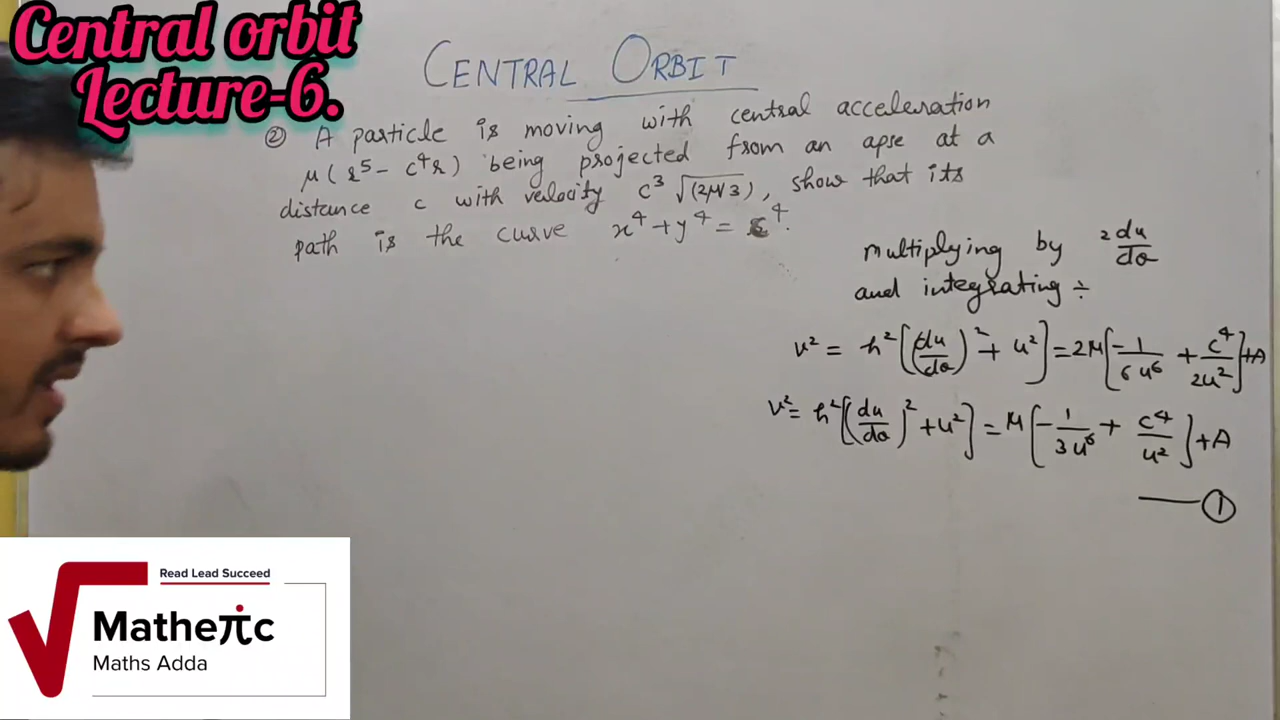 Central orbit
Lecture-6.
CENTRAL ORBIT
② A particle is moving with central acceleration
μ(r⁵ - c⁴r) being projected from an apse at a
distance c with velocity c³ √(2μ/3), show that its
path is the curve x⁴ + y⁴ = c⁴.
multiplying by 2 du/dθ
and integrating ÷
v² = h²[(du/dθ)² + u²] = 2μ[-1/6u⁶ + c⁴/2u²] + A
v² = h²[(du/dθ)² + u²] = μ[-1/3u⁶ + c⁴/u²] + A
—— ①
Read Lead Succeed
Matheπc
Maths Adda